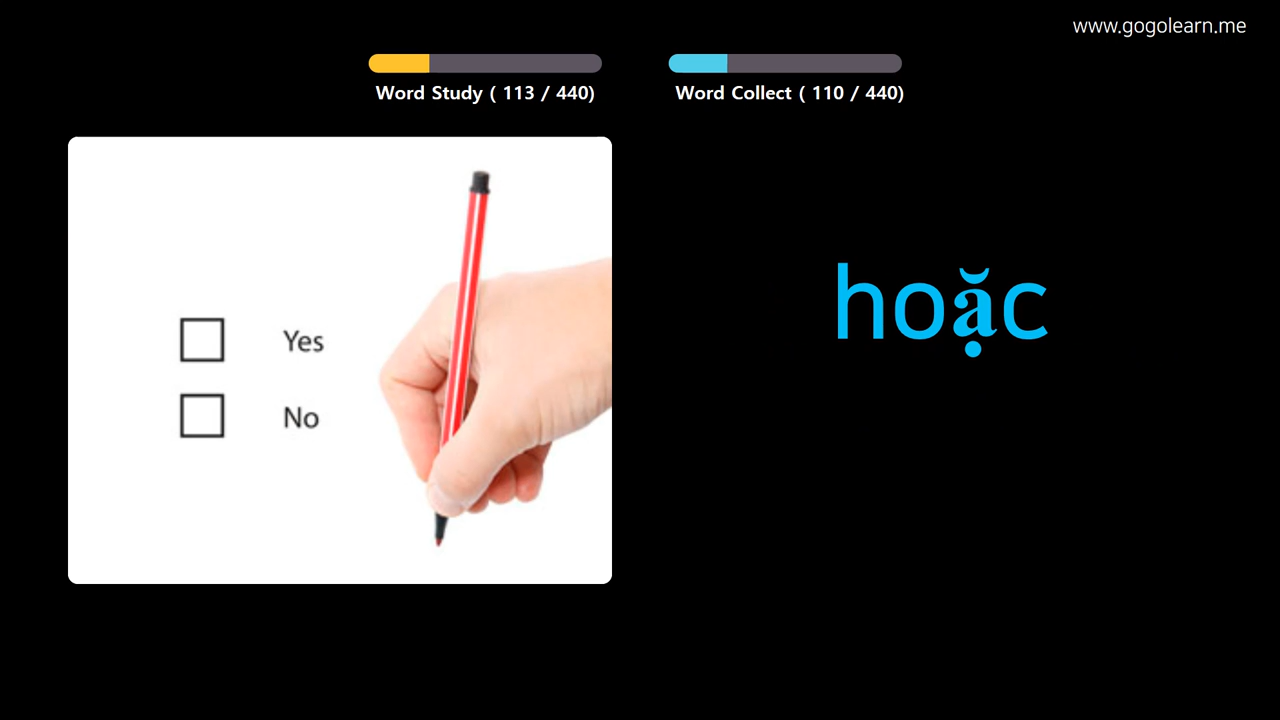 www.gogolearn.me
Word Study ( 113 / 440)
Word Collect ( 110 / 440)
Yes
No
hoặc